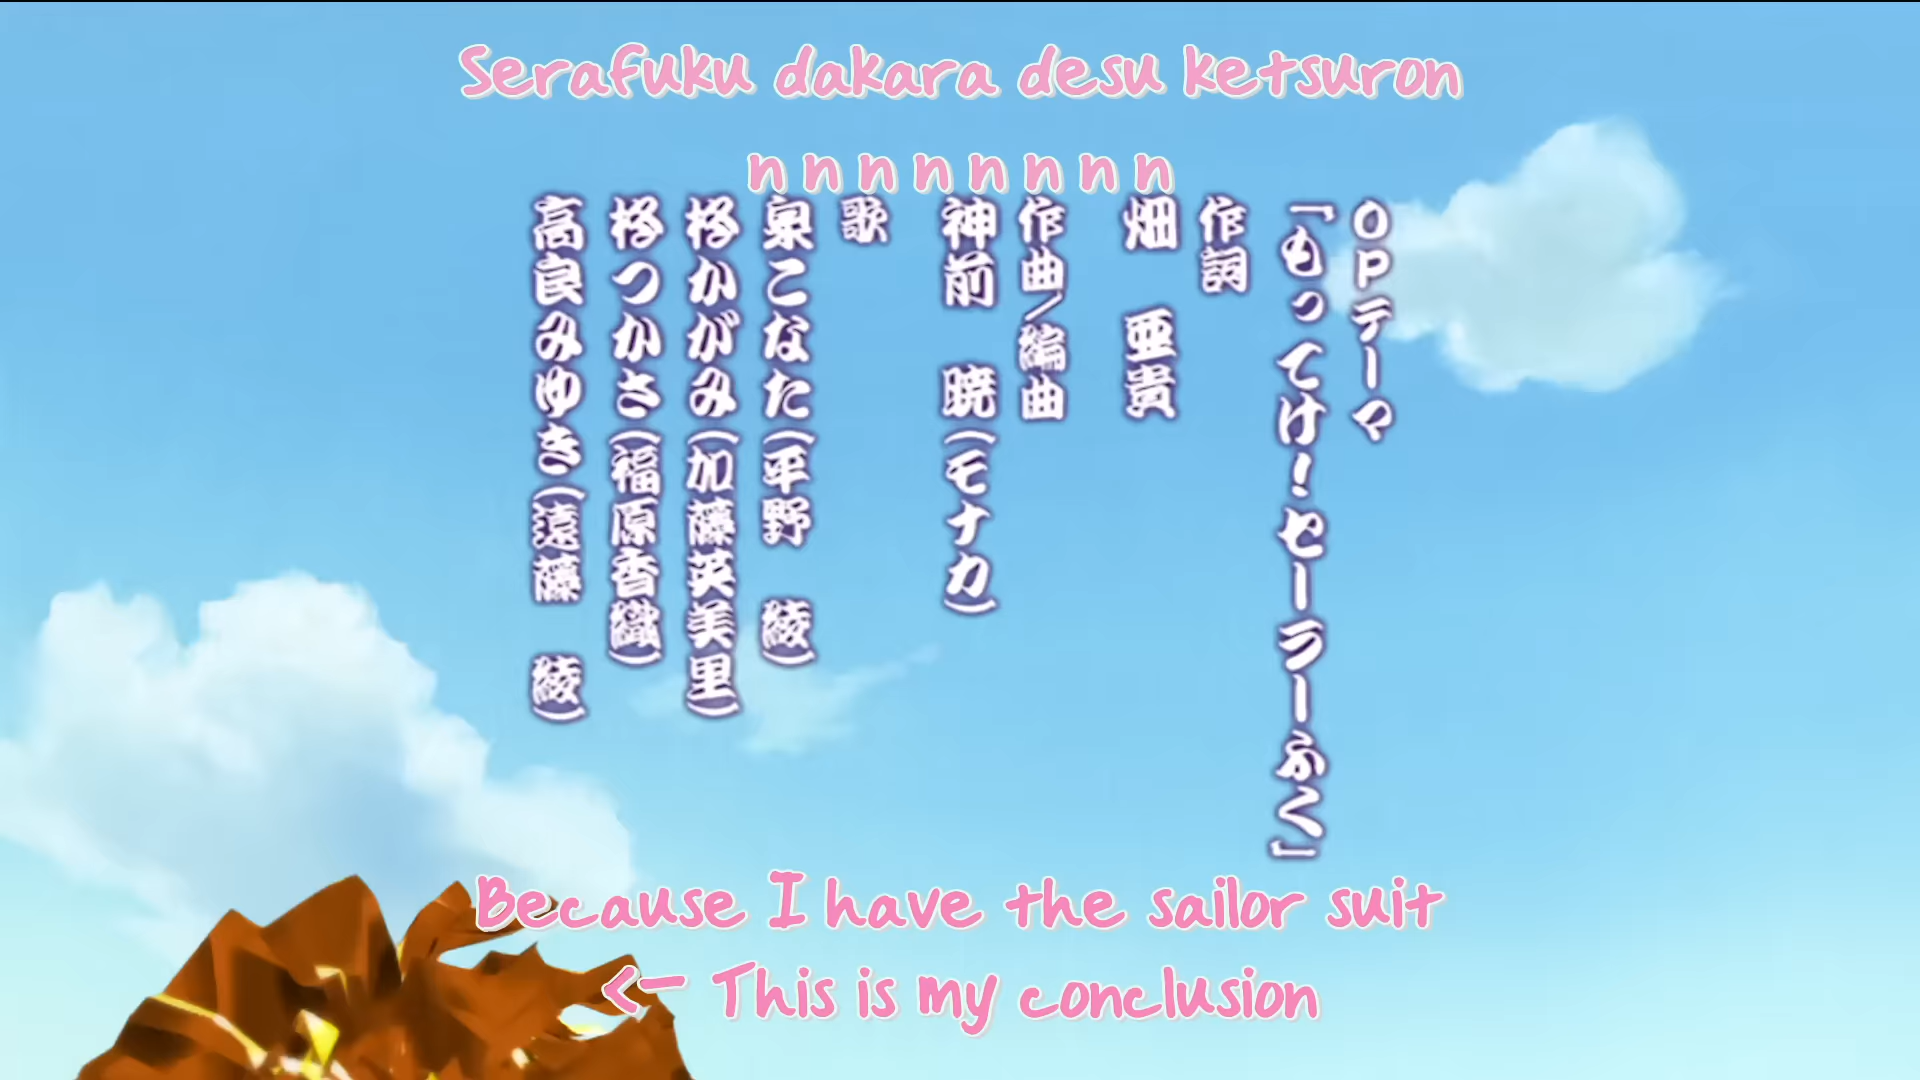 Serafuku dakara desu ketsuron
n n n n n n n n
OPテーマ
「もってけ!セーラーふく」
作詞
畑 亜貴
作曲/編曲
神前 暁(モナカ)
歌
泉こなた(平野 綾)
柊かがみ(加藤英美里)
柊つかさ(福原香織)
高良みゆき(遠藤 綾)
Because I have the sailor suit
<- This is my conclusion